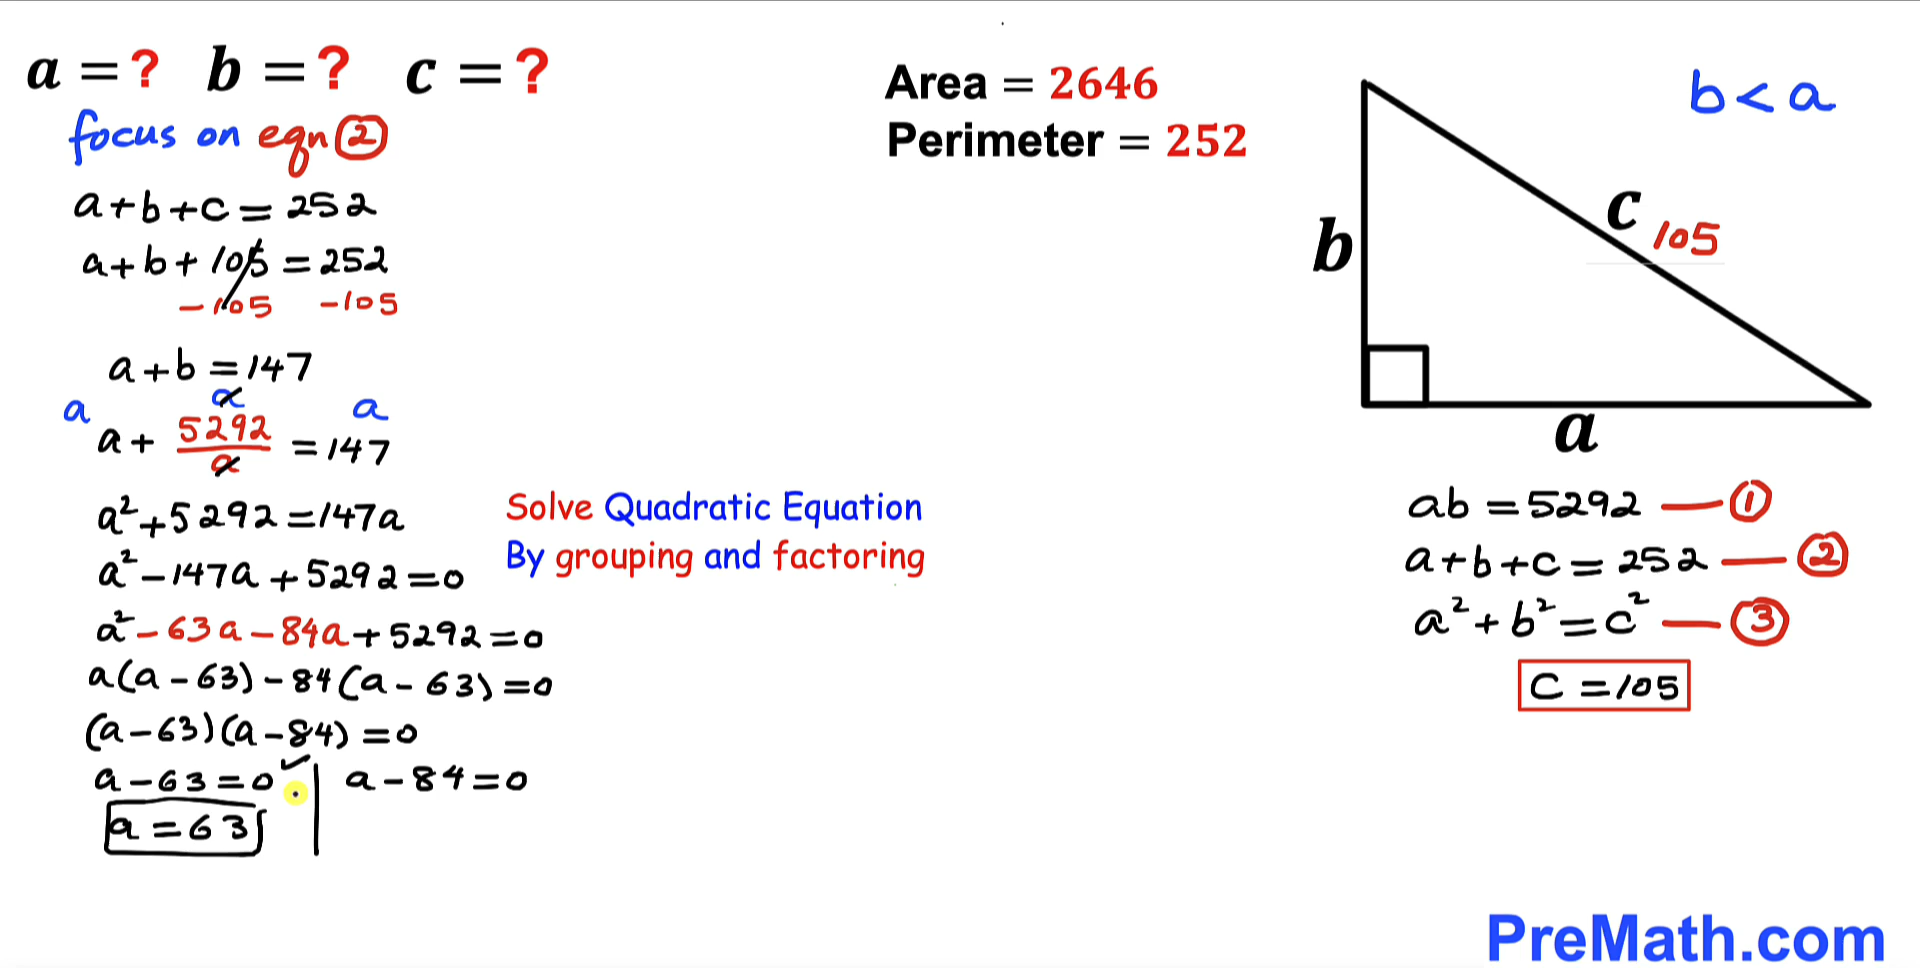 a = ? b = ? c = ?
focus on eqn ②
a + b + c = 252
a + b + 105 = 252
- 105 - 105
a + b = 147
a a a
a + 5292/a = 147
a² + 5292 = 147a
a² - 147a + 5292 = 0
a² - 63a - 84a + 5292 = 0
a(a - 63) - 84(a - 63) = 0
(a - 63)(a - 84) = 0
a - 63 = 0 ✓ | a - 84 = 0
a = 63
Solve Quadratic Equation
By grouping and factoring
Area = 2646
Perimeter = 252
b < a
c 105
b
a
ab = 5292 — ①
a + b + c = 252 — ②
a² + b² = c² — ③
C = 105
PreMath.com